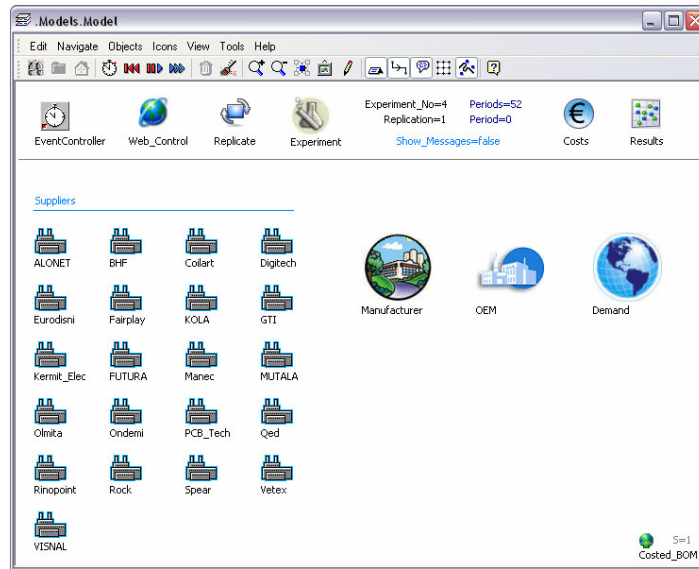 .Models.Model
Edit Navigate Objects Icons View Tools Help
Experiment_No=4 Periods=52
Replication=1 Period=0
Show_Messages=false
EventController Web_Control Replicate Experiment Costs Results
Suppliers
ALONET BHF Coilart Digitech
Eurodisni Fairplay KOLA GTI
Manufacturer OEM Demand
Kermit_Elec FUTURA Manec MUTALA
Olmita Ondemi PCB_Tech Qed
Rinopoint Rock Spear Vetex
VISNAL
S=1
Costed_BOM